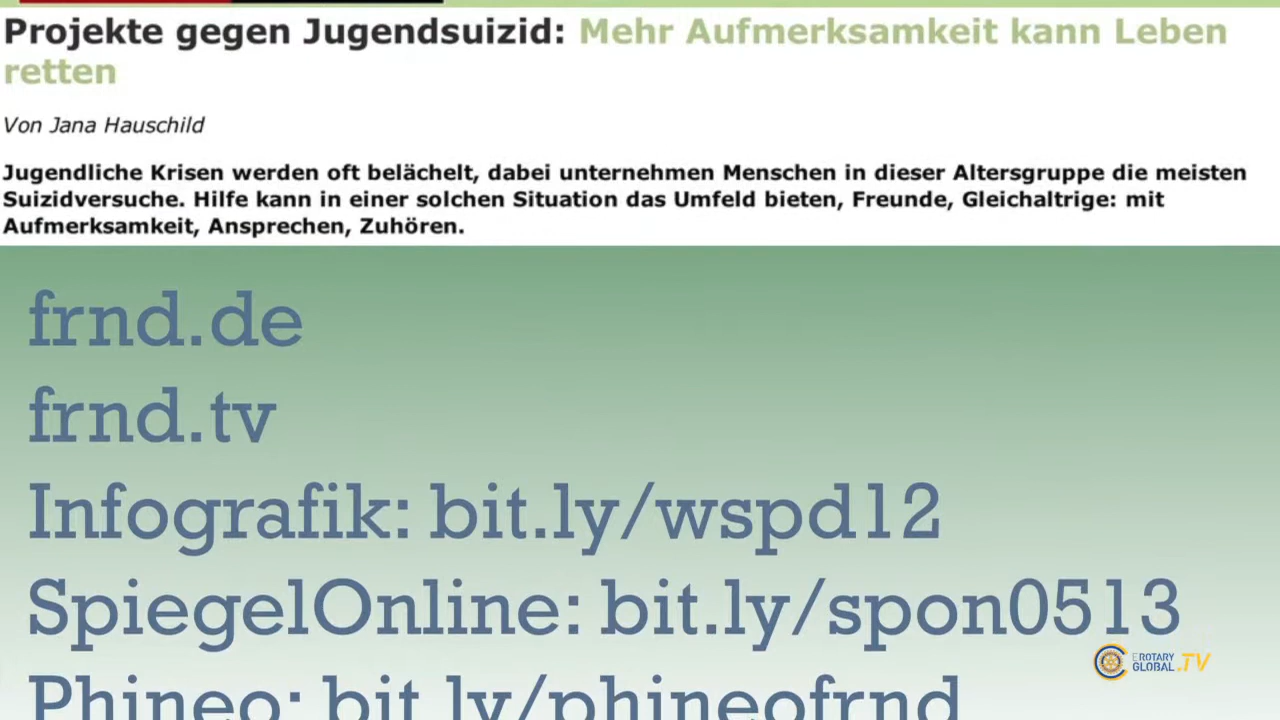 Projekte gegen Jugendsuizid: Mehr Aufmerksamkeit kann Leben
retten
Von Jana Hauschild
Jugendliche Krisen werden oft belächelt, dabei unternehmen Menschen in dieser Altersgruppe die meisten
Suizidversuche. Hilfe kann in einer solchen Situation das Umfeld bieten, Freunde, Gleichaltrige: mit
Aufmerksamkeit, Ansprechen, Zuhören.
frnd.de
frnd.tv
Infografik: bit.ly/wspd12
SpiegelOnline: bit.ly/spon0513
EROTARY
GLOBAL.TV
Phineo: bit.ly/phineofrnd